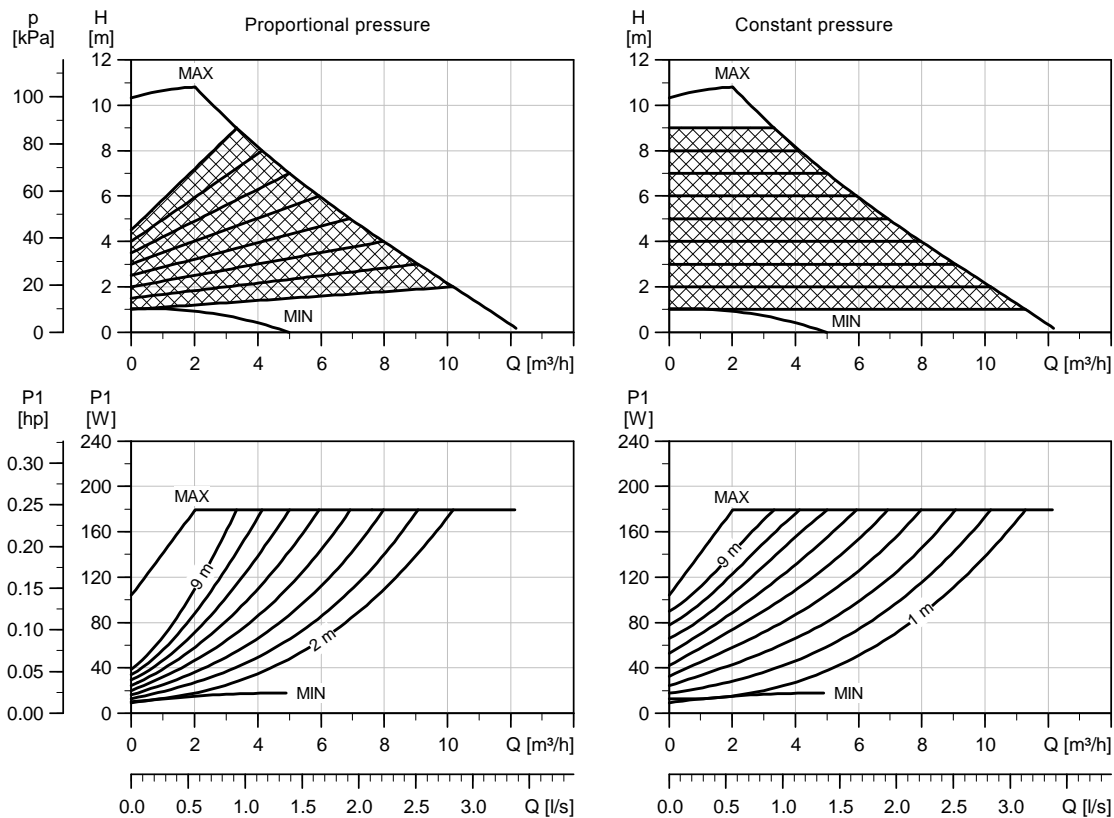 p H Proportional pressure H Constant pressure
[kPa] [m] [m]
12 12
100 10 MAX 10 MAX
80 8 8
60 6 6
40 4 4
20 2 2
MIN MIN
0 0 0
0 2 4 6 8 10 Q [m³/h] 0 2 4 6 8 10 Q [m³/h]
P1 P1 P1
[hp] [W] [W]
240 240
0.30
200 200
MAX MAX
0.25
160 160
0.20
9 m 9 m
120 120
0.15
0.10 80 80
2 m 1 m
0.05 40 40
MIN MIN
0.00 0 0
0 2 4 6 8 10 Q [m³/h] 0 2 4 6 8 10 Q [m³/h]
0.0 0.5 1.0 1.5 2.0 2.5 3.0 Q [l/s] 0.0 0.5 1.0 1.5 2.0 2.5 3.0 Q [l/s]